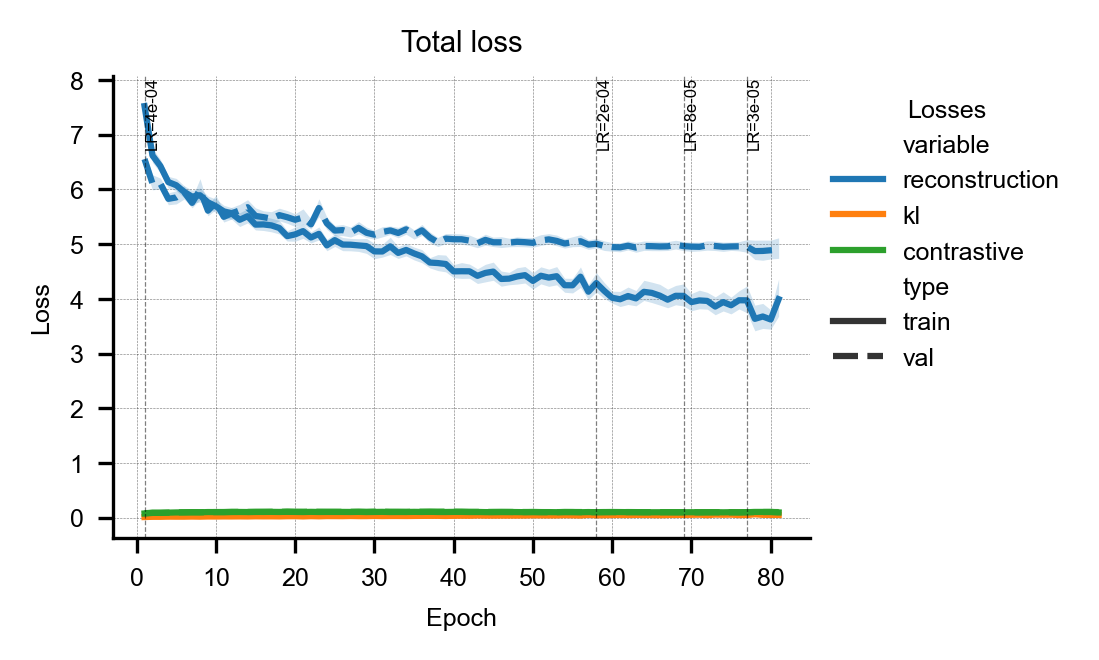 Total loss
LR=4e-04
LR=2e-04
LR=8e-05
LR=3e-05
Loss
8
7
6
5
4
3
2
1
0
0 10 20 30 40 50 60 70 80
Epoch
Losses
variable
reconstruction
kl
contrastive
type
train
val